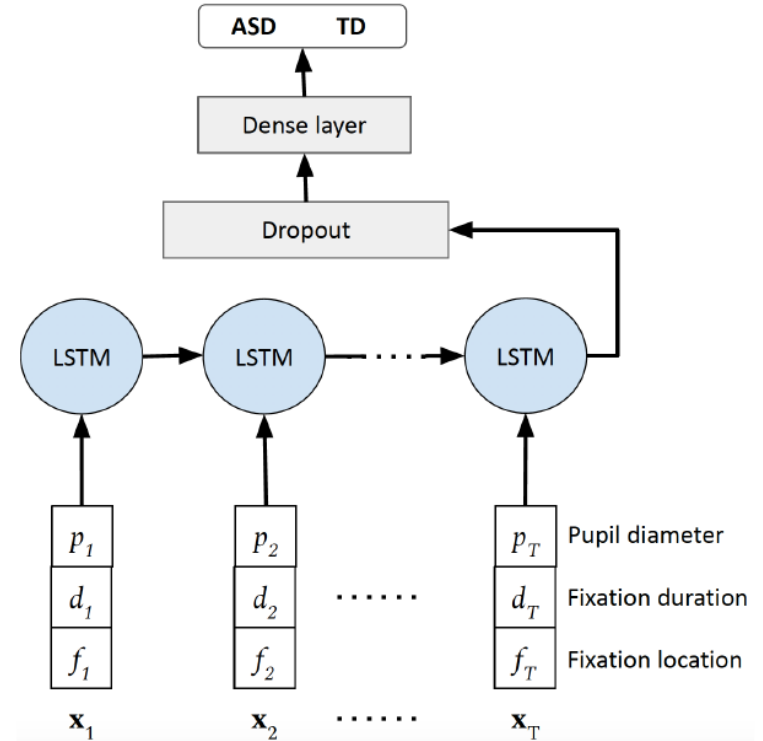 ASD TD
Dense layer
Dropout
LSTM LSTM .... LSTM
p1 p2 pT Pupil diameter
d1 d2 ...... dT Fixation duration
f1 f2 fT Fixation location
x1 x2 ...... xT